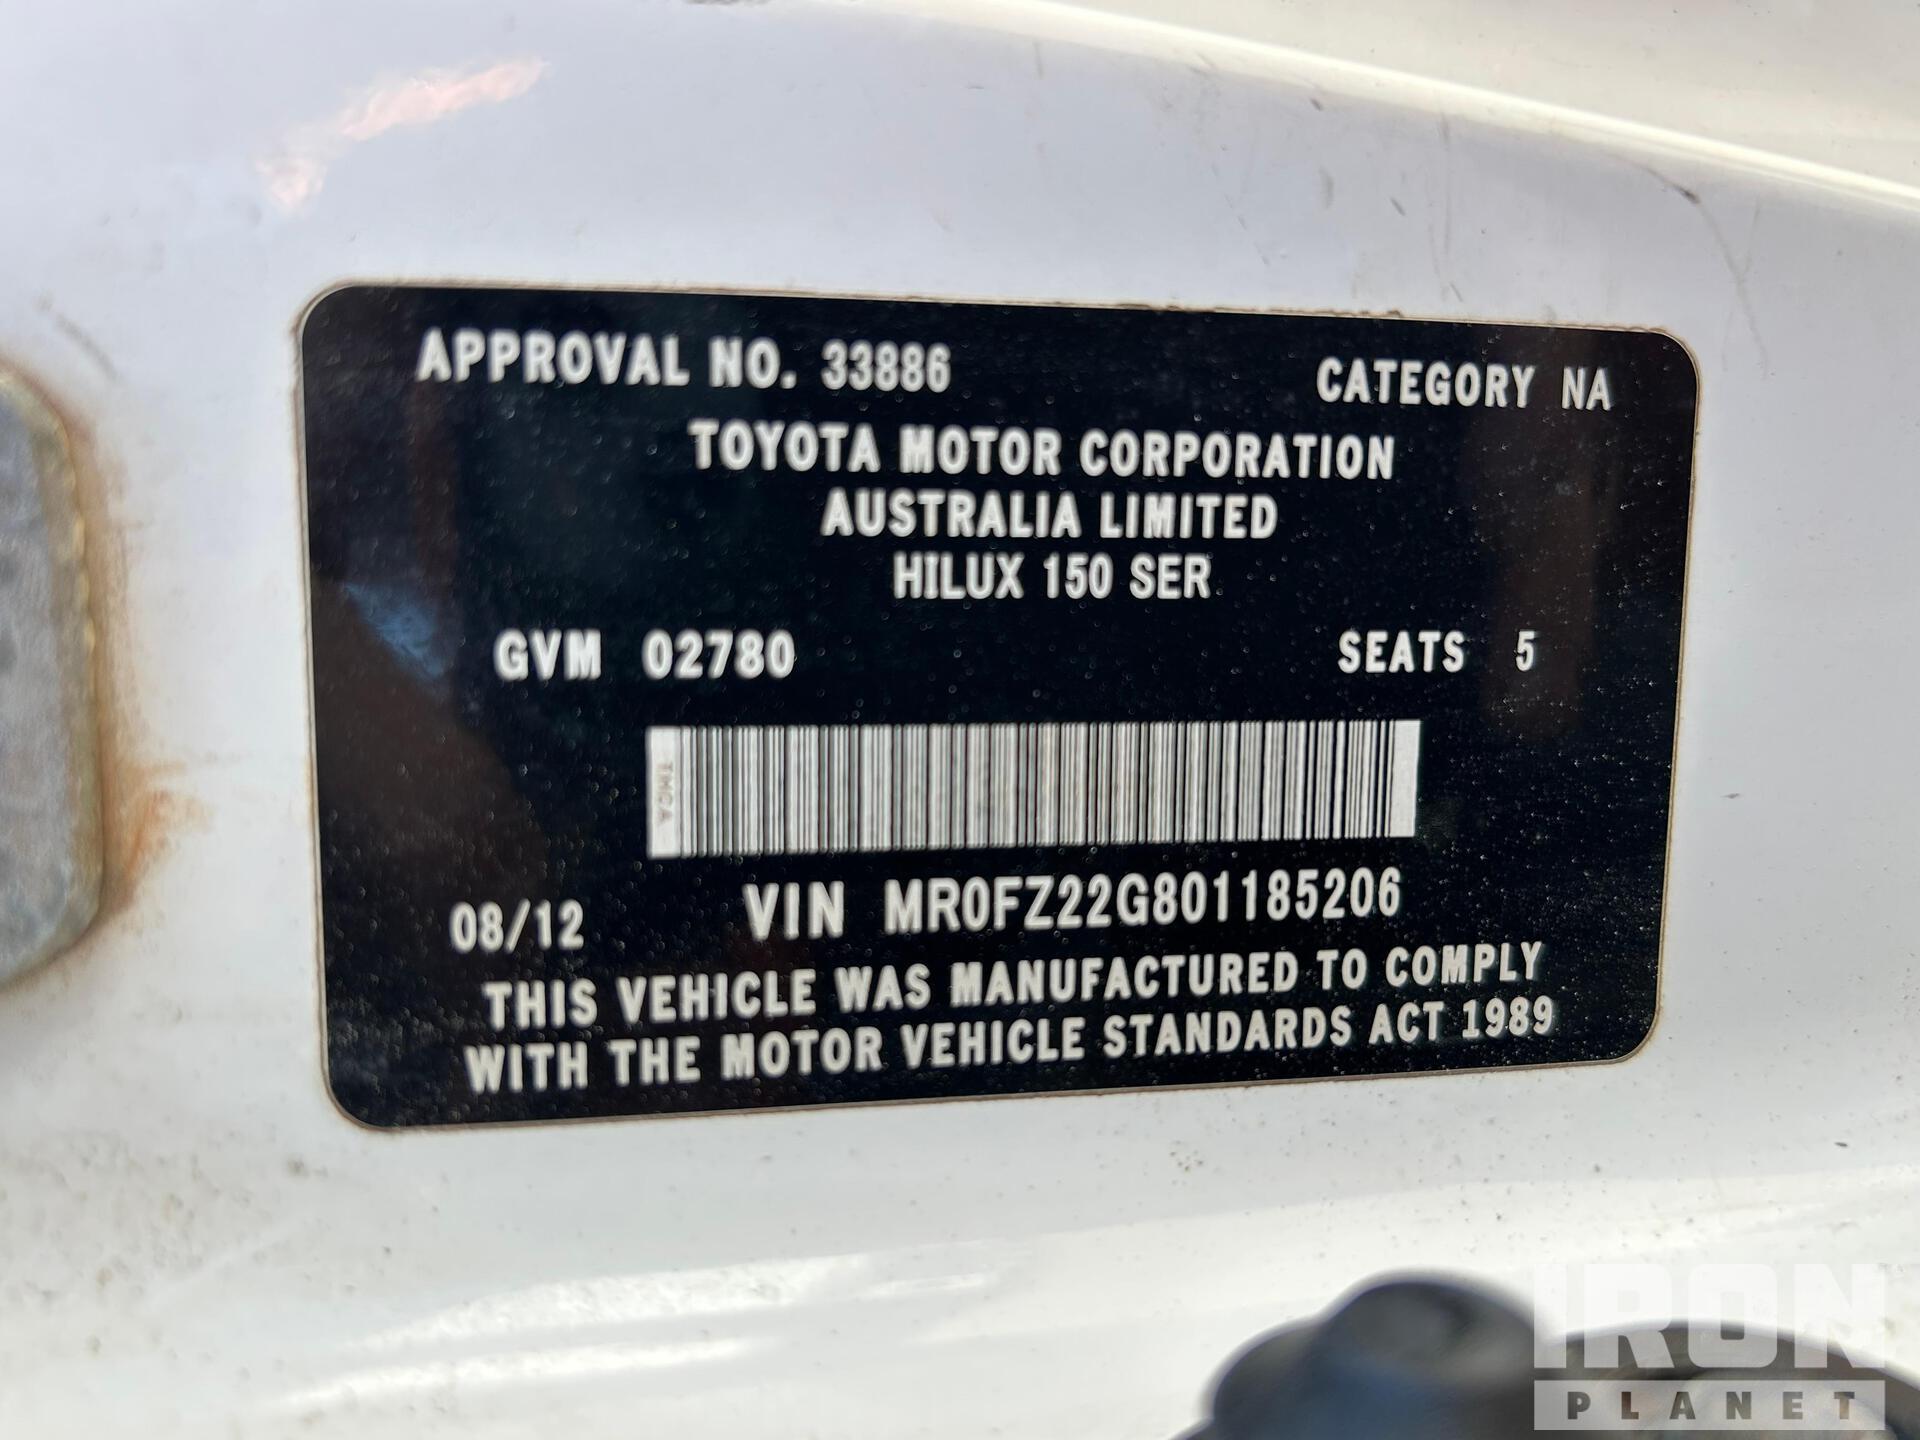 APPROVAL NO. 33886 CATEGORY NA
TOYOTA MOTOR CORPORATION
AUSTRALIA LIMITED
HILUX 150 SER
GVM 02780 SEATS 5
TMCA
08/12 VIN MR0FZ22G801185206
THIS VEHICLE WAS MANUFACTURED TO COMPLY
WITH THE MOTOR VEHICLE STANDARDS ACT 1989
IRON
PLANET